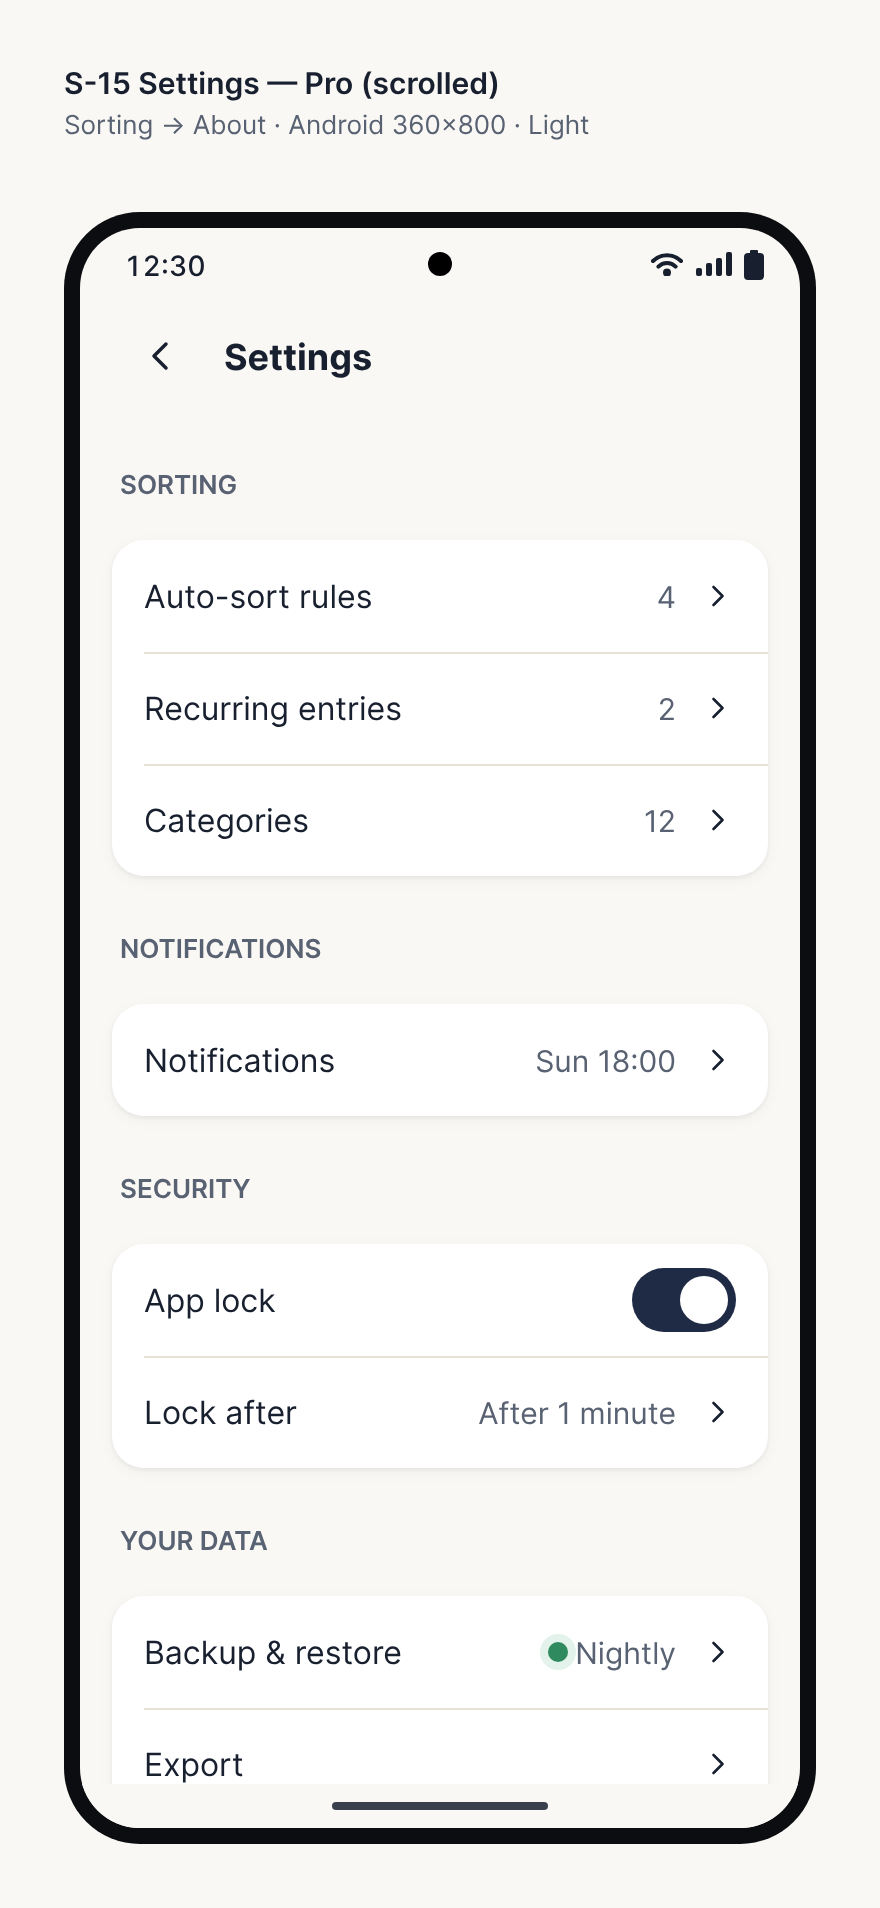 S-15 Settings — Pro (scrolled)
Sorting → About · Android 360×800 · Light
12:30
Settings
SORTING
Auto-sort rules 4
Recurring entries 2
Categories 12
NOTIFICATIONS
Notifications Sun 18:00
SECURITY
App lock
Lock after After 1 minute
YOUR DATA
Backup & restore Nightly
Export